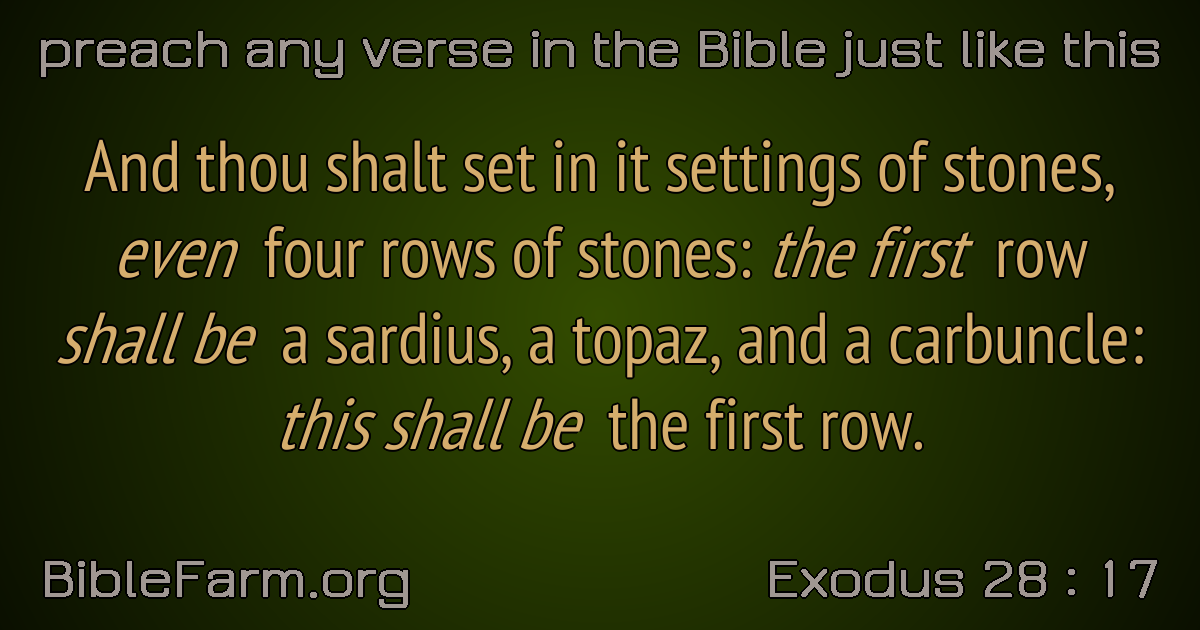 preach any verse in the Bible just like this
And thou shalt set in it settings of stones,
even four rows of stones: the first row
shall be a sardius, a topaz, and a carbuncle:
this shall be the first row.
BibleFarm.org
Exodus 28 : 17